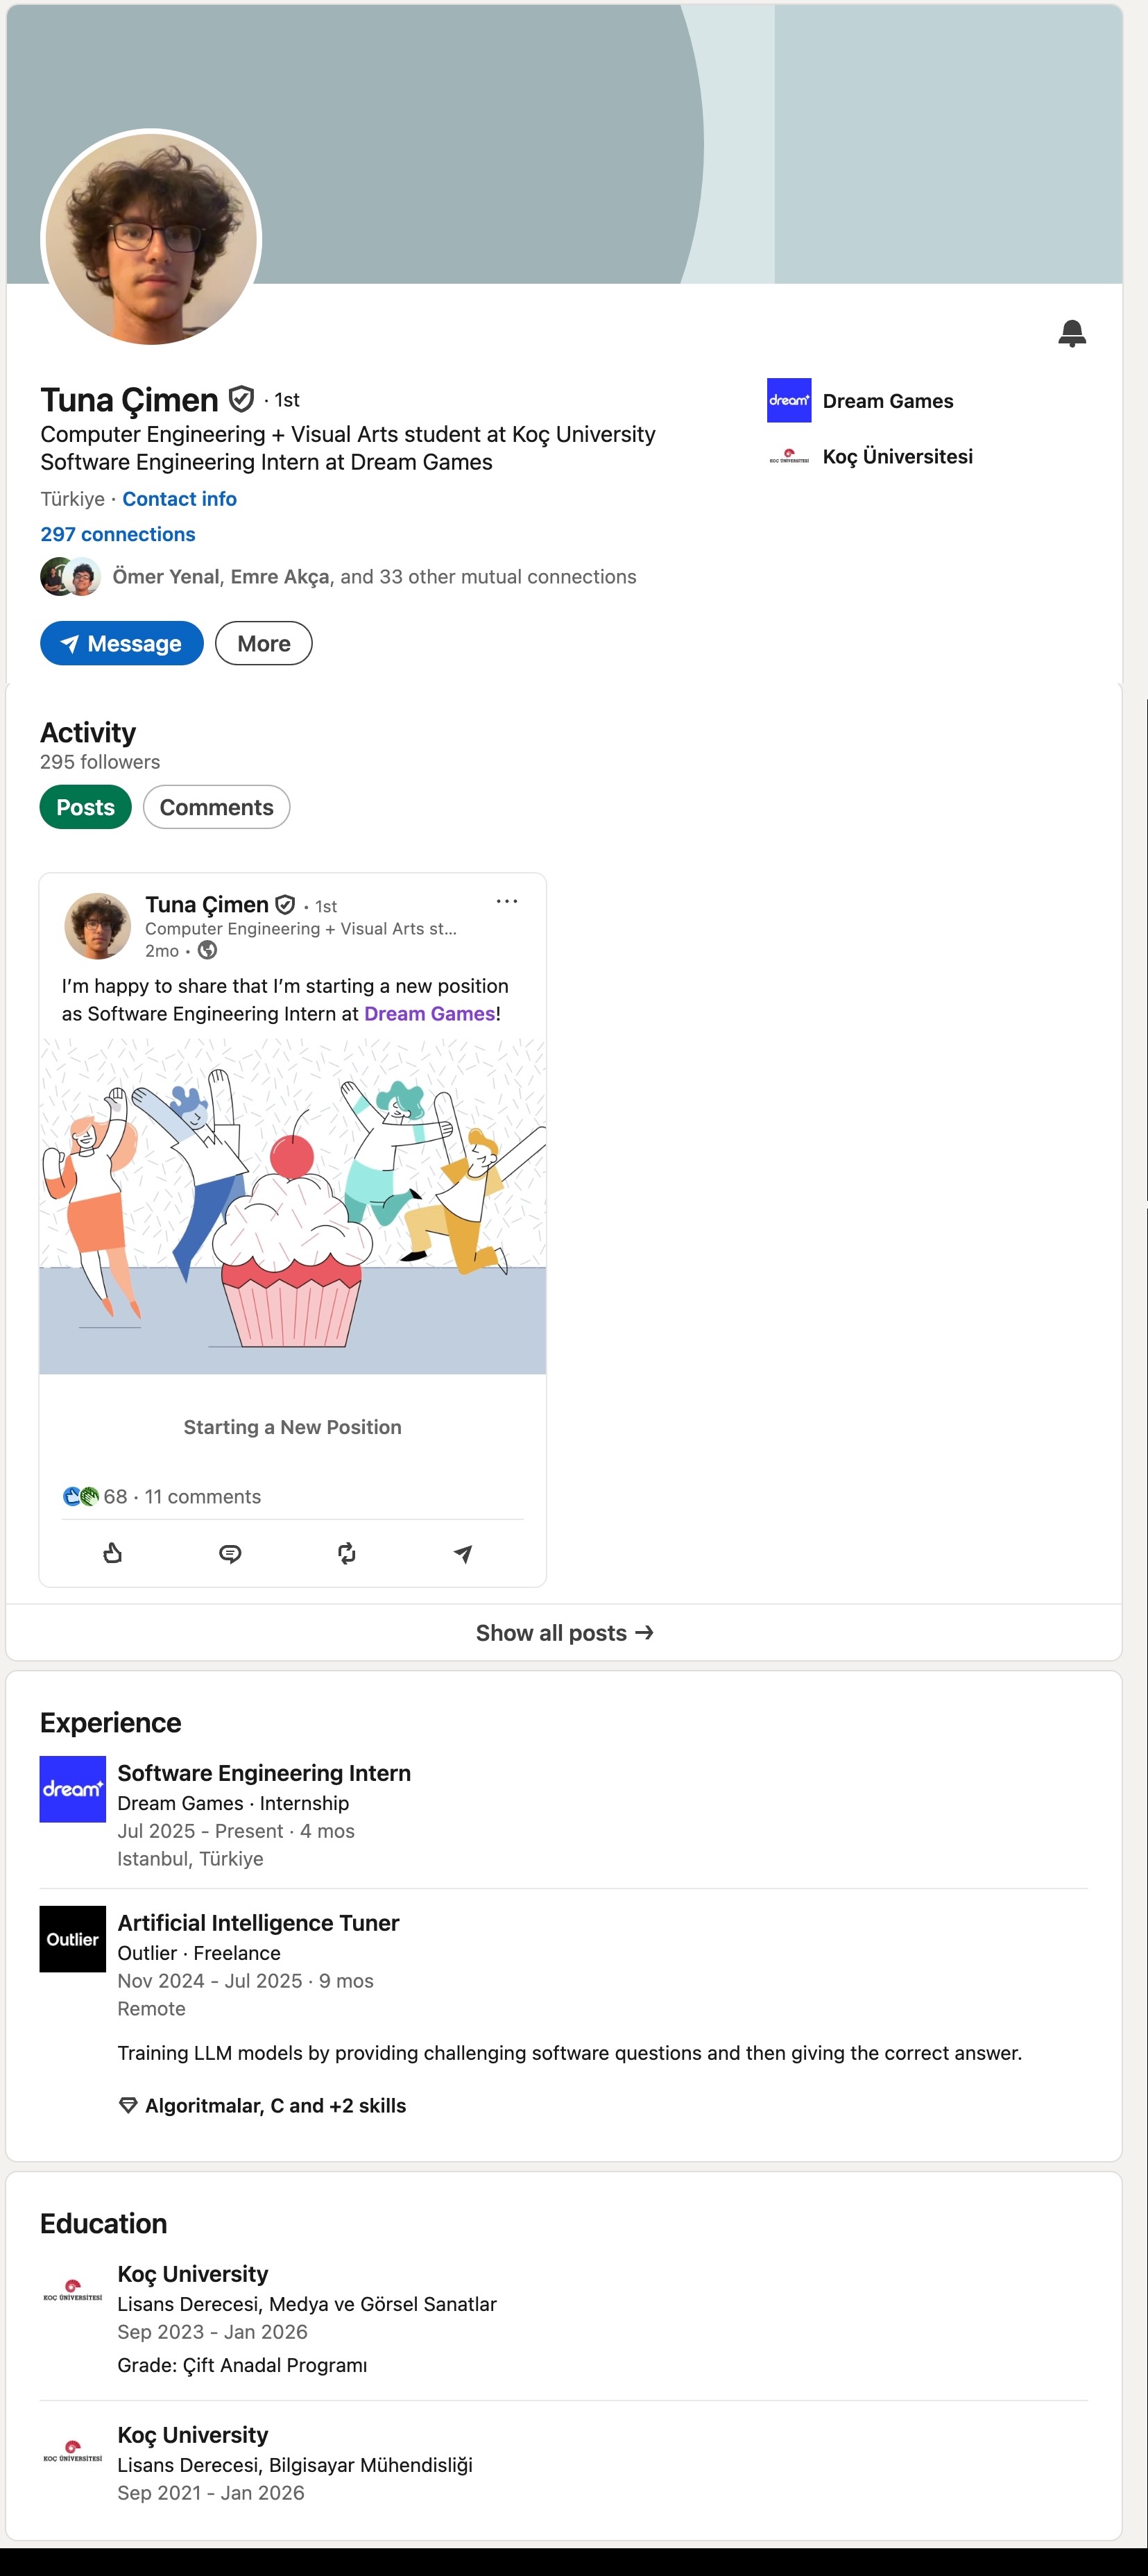 Tuna Çimen · 1st
Computer Engineering + Visual Arts student at Koç University
Software Engineering Intern at Dream Games
Türkiye · Contact info
297 connections
Ömer Yenal, Emre Akça, and 33 other mutual connections
Message
More
dream
Dream Games
KOÇ ÜNİVERSİTESİ
Koç Üniversitesi
Activity
295 followers
Posts
Comments
Tuna Çimen · 1st
Computer Engineering + Visual Arts st...
2mo ·
I'm happy to share that I'm starting a new position
as Software Engineering Intern at Dream Games!
Starting a New Position
68 · 11 comments
Show all posts →
Experience
dream
Software Engineering Intern
Dream Games · Internship
Jul 2025 - Present · 4 mos
Istanbul, Türkiye
Outlier
Artificial Intelligence Tuner
Outlier · Freelance
Nov 2024 - Jul 2025 · 9 mos
Remote
Training LLM models by providing challenging software questions and then giving the correct answer.
Algoritmalar, C and +2 skills
Education
KOÇ ÜNİVERSİTESİ
Koç University
Lisans Derecesi, Medya ve Görsel Sanatlar
Sep 2023 - Jan 2026
Grade: Çift Anadal Programı
KOÇ ÜNİVERSİTESİ
Koç University
Lisans Derecesi, Bilgisayar Mühendisliği
Sep 2021 - Jan 2026